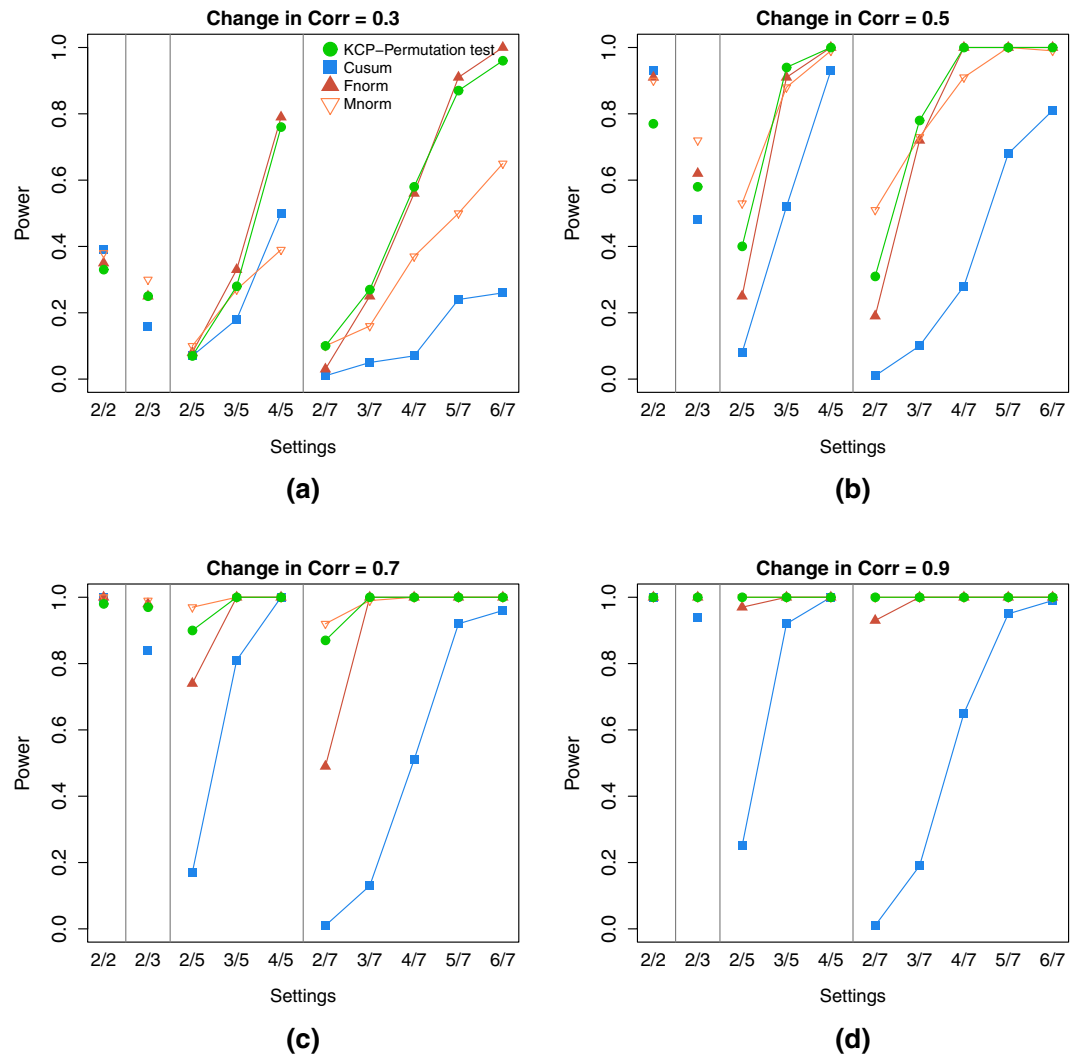 Change in Corr = 0.3
KCP−Permutation test
Cusum
Fnorm
Mnorm
Power
0.0 0.2 0.4 0.6 0.8 1.0
2/2 2/3 2/5 3/5 4/5 2/7 3/7 4/7 5/7 6/7
Settings
(a)
Change in Corr = 0.5
Power
0.0 0.2 0.4 0.6 0.8 1.0
2/2 2/3 2/5 3/5 4/5 2/7 3/7 4/7 5/7 6/7
Settings
(b)
Change in Corr = 0.7
Power
0.0 0.2 0.4 0.6 0.8 1.0
2/2 2/3 2/5 3/5 4/5 2/7 3/7 4/7 5/7 6/7
Settings
(c)
Change in Corr = 0.9
Power
0.0 0.2 0.4 0.6 0.8 1.0
2/2 2/3 2/5 3/5 4/5 2/7 3/7 4/7 5/7 6/7
Settings
(d)